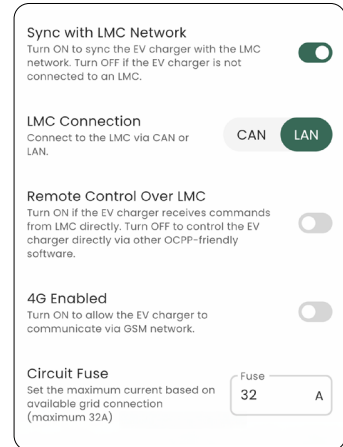 Sync with LMC Network
Turn ON to sync the EV charger with the LMC
network. Turn OFF if the EV charger is not
connected to an LMC.
LMC Connection
Connect to the LMC via CAN or
LAN.
CAN LAN
Remote Control Over LMC
Turn ON if the EV charger receives commands
from LMC directly. Turn OFF to control the EV
charger directly via other OCPP-friendly
software.
4G Enabled
Turn ON to allow the EV charger to
communicate via GSM network.
Circuit Fuse
Set the maximum current based on
available grid connection
(maximum 32A)
Fuse
32 A